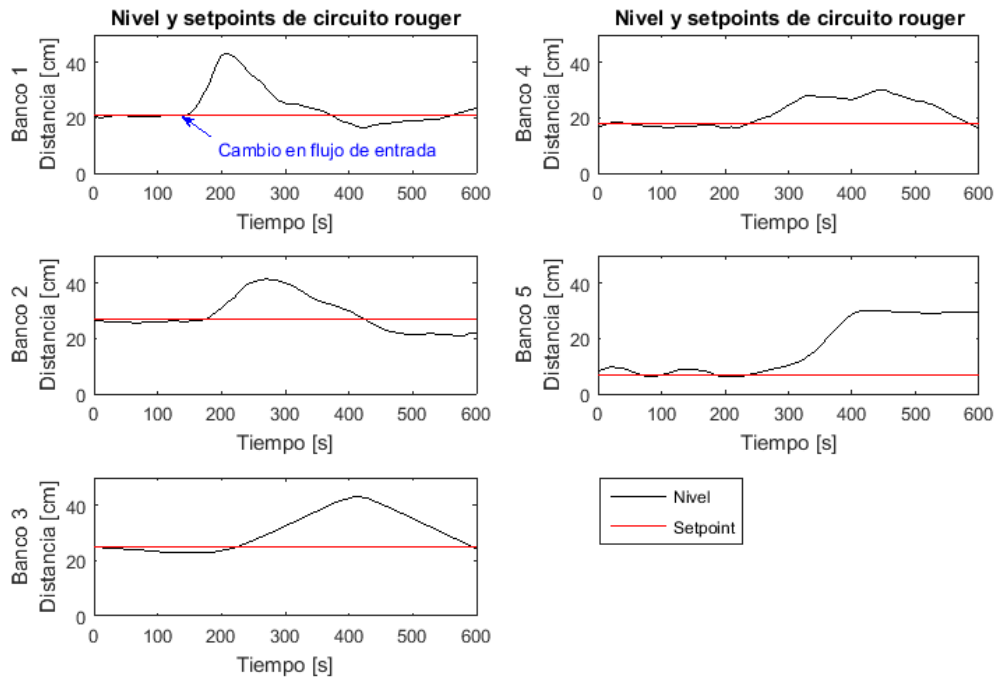 Nivel y setpoints de circuito rouger
Banco 1
Distancia [cm]
40
20
0
Cambio en flujo de entrada
0 100 200 300 400 500 600
Tiempo [s]
Banco 2
Distancia [cm]
40
20
0
0 100 200 300 400 500 600
Tiempo [s]
Banco 3
Distancia [cm]
40
20
0
0 100 200 300 400 500 600
Tiempo [s]
Nivel y setpoints de circuito rouger
Banco 4
Distancia [cm]
40
20
0
0 100 200 300 400 500 600
Tiempo [s]
Banco 5
Distancia [cm]
40
20
0
0 100 200 300 400 500 600
Tiempo [s]
Nivel
Setpoint